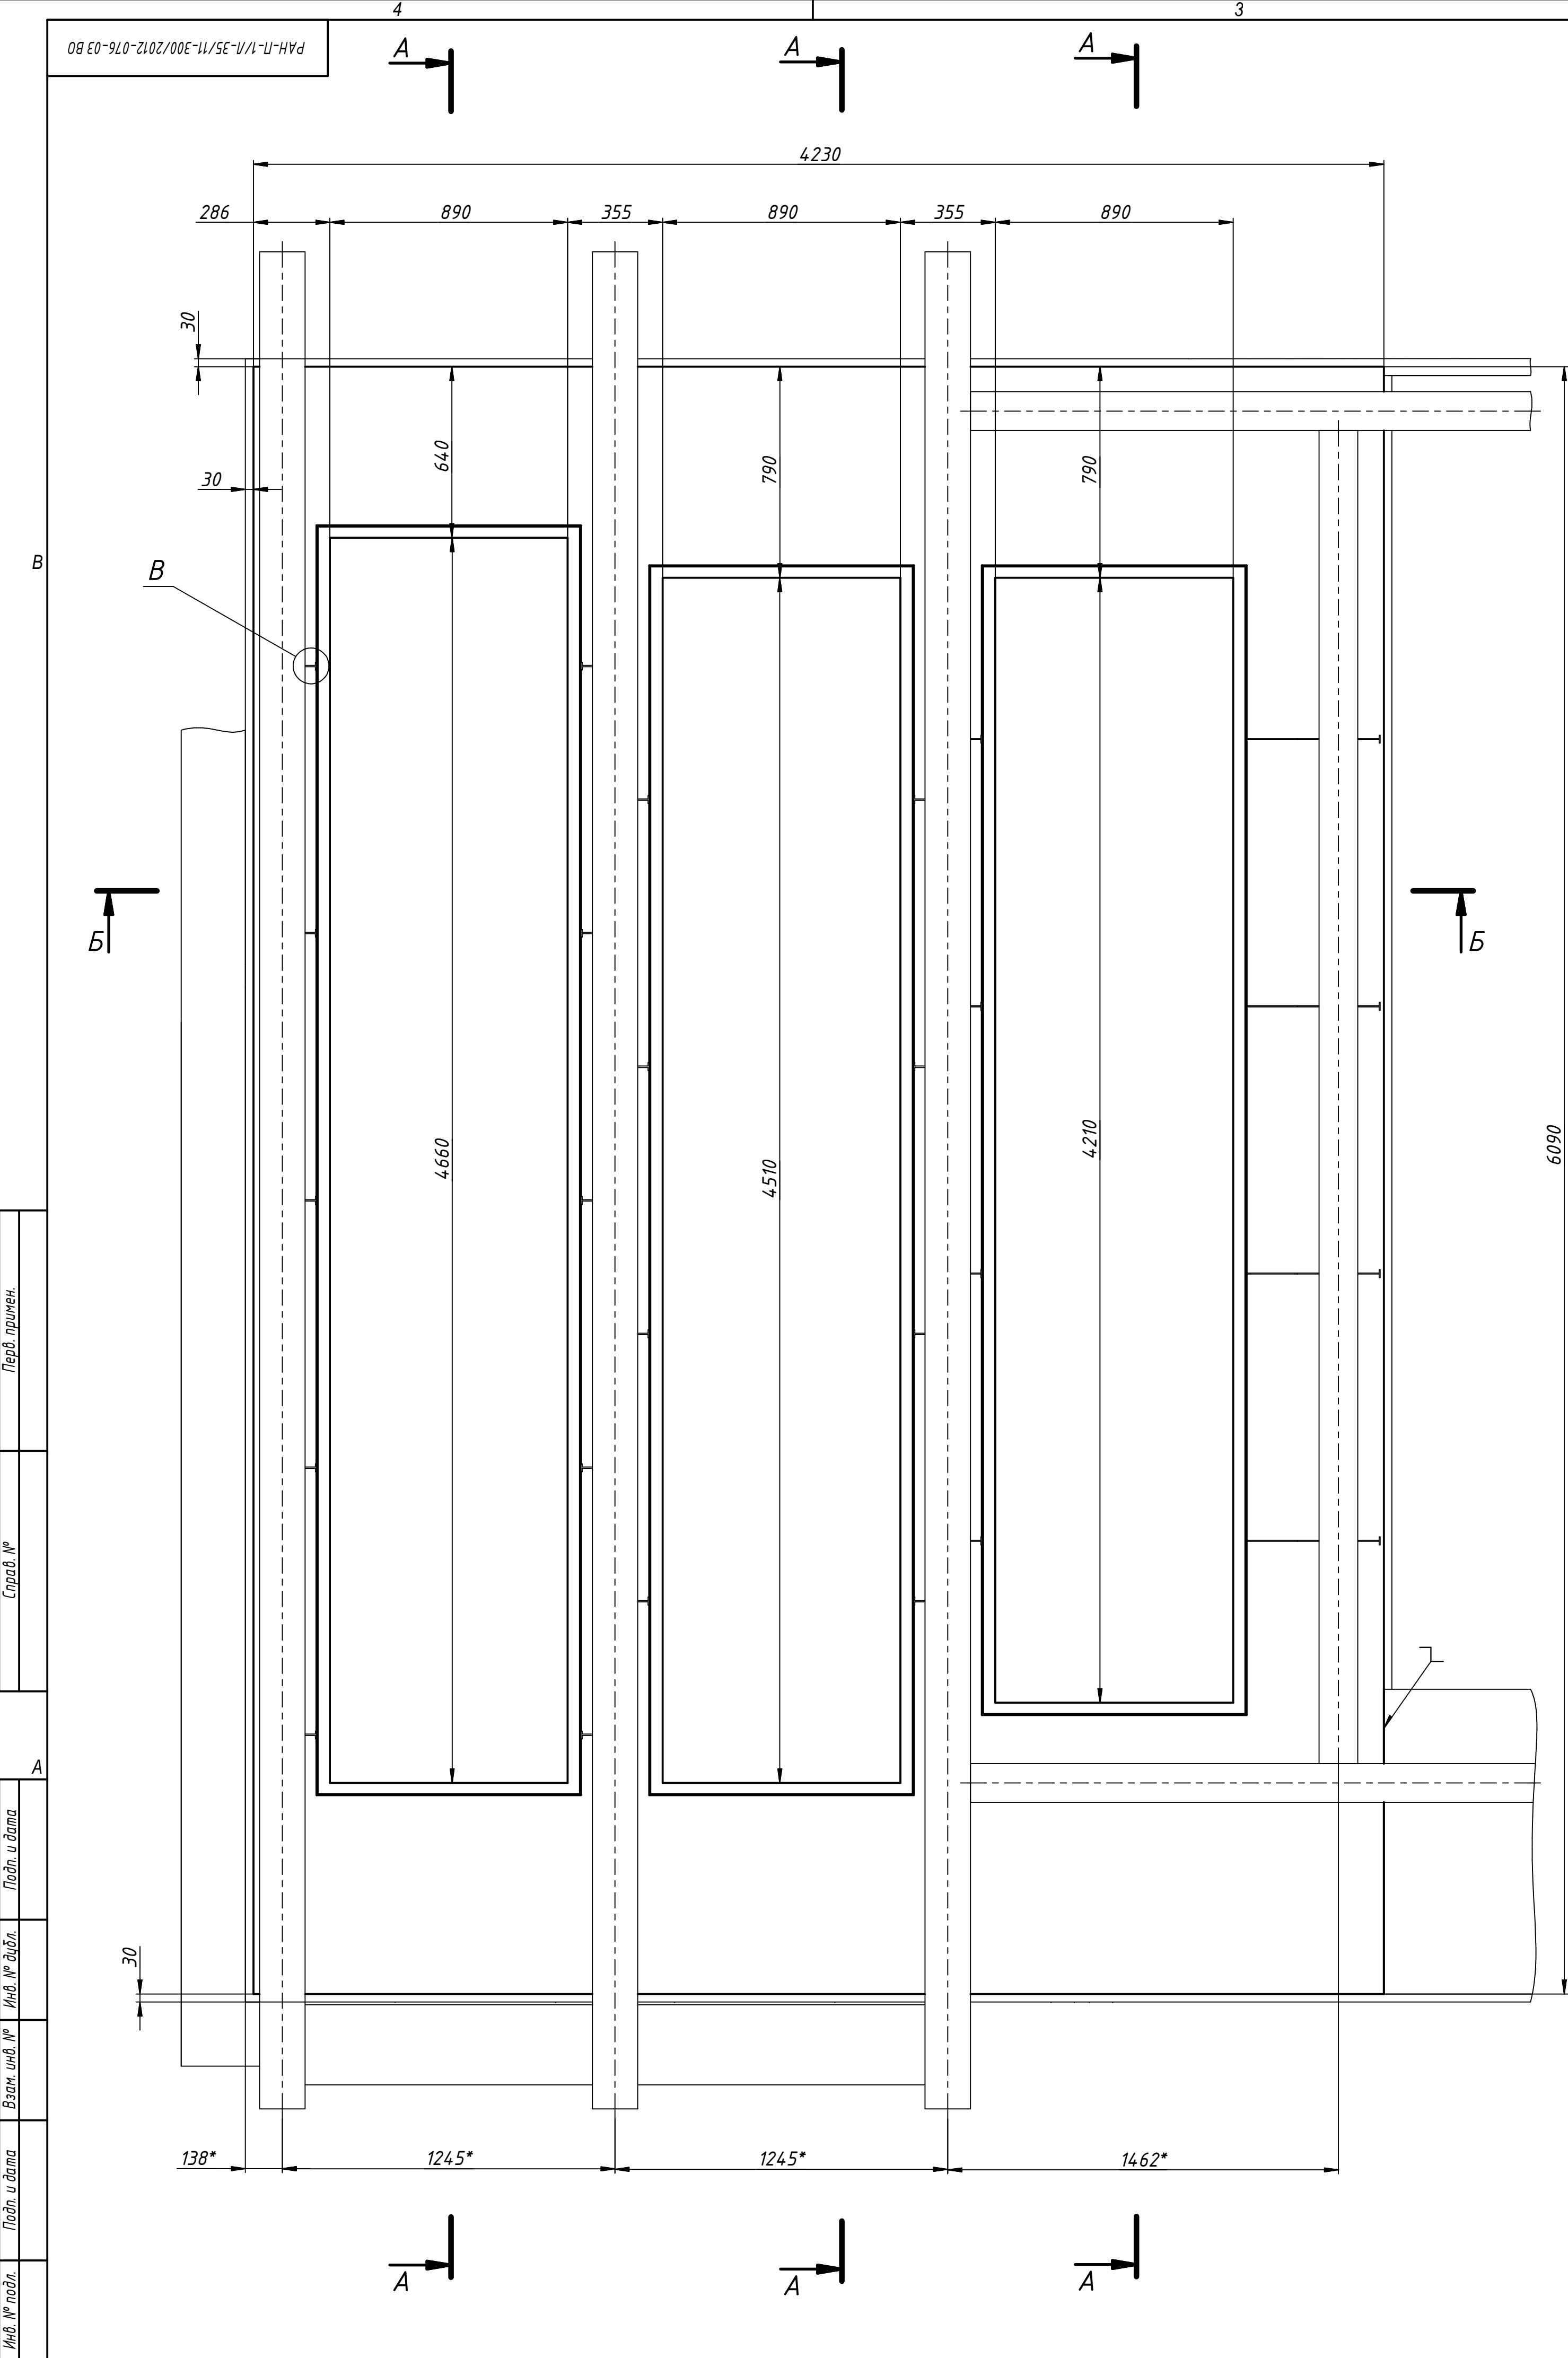 4
3
РАН-П-1/Л-35/11-300/2012-076-03 ВО
А
А
А
4230
286
890
355
890
355
890
30
640
790
790
30
В
В
Б
Б
4660
4510
4210
6090
Перв. примен.
Справ. №
А
Подп. и дата
Инв. № дубл.
Взам. инв. №
Подп. и дата
Инв. № подл.
30
138*
1245*
1245*
1462*
А
А
А